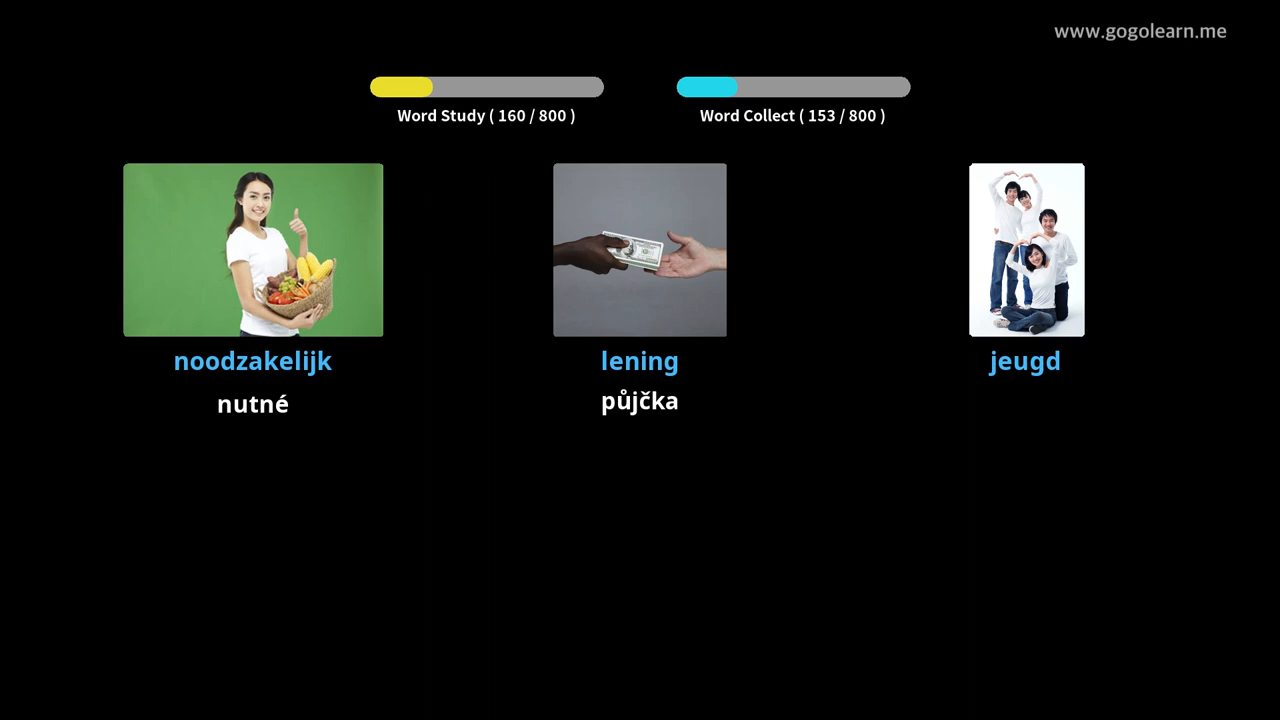 www.gogolearn.me
Word Study ( 160 / 800 )
Word Collect ( 153 / 800 )
noodzakelijk
lening
jeugd
nutné
půjčka